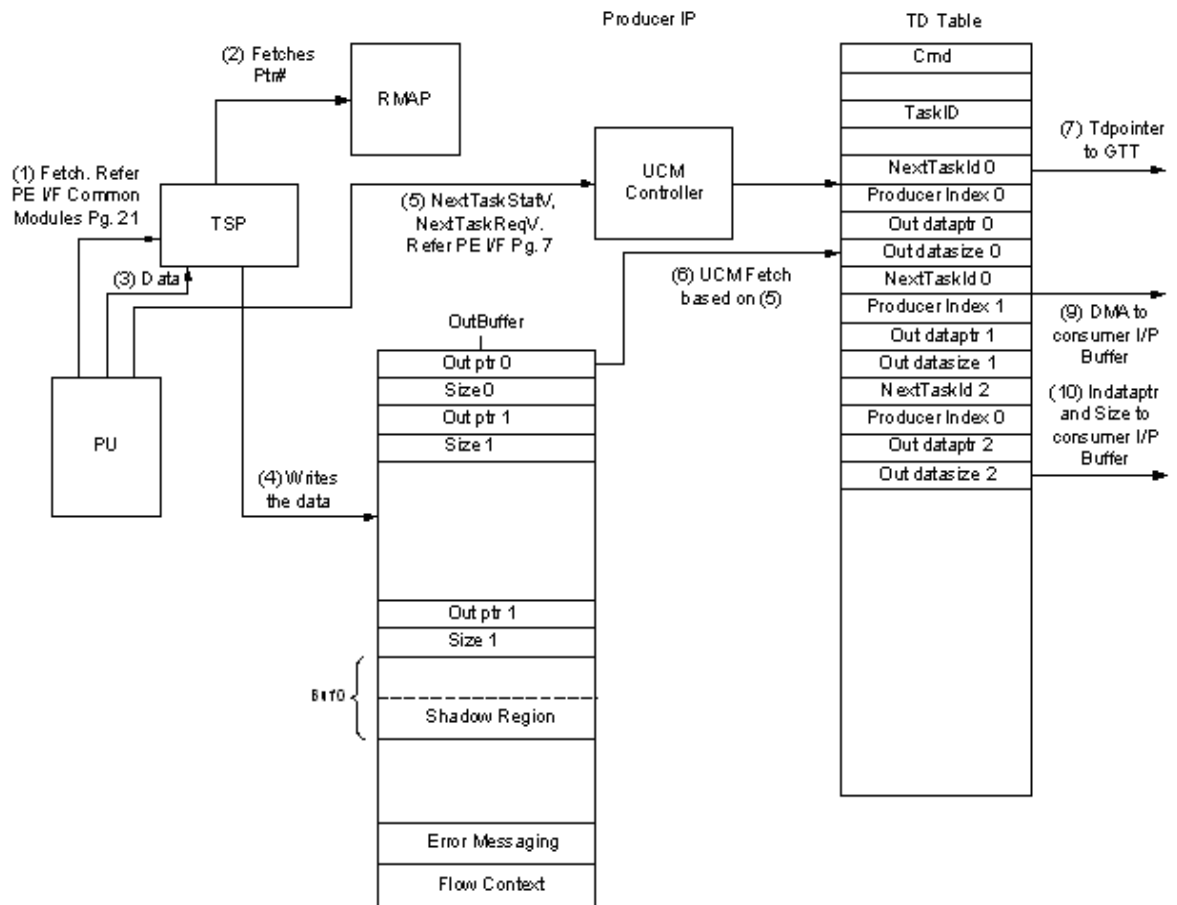 Producer IP
TD Table
(2) Fetches
Ptr#
RMAP
(1) Fetch. Refer
PE I/F Common
Modules Pg. 21
TSP
(3) Data
PU
(4) Writes
the data
(5) NextTaskStatV,
NextTaskReqV.
Refer PE I/F Pg. 7
UCM
Controller
(6) UCM Fetch
based on (5)
OutBuffer
Out ptr 0
Size 0
Out ptr 1
Size 1
Out ptr 1
Size 1
Buf0
Shadow Region
Error Messaging
Flow Context
Cmd
TaskID
NextTaskId 0
Producer Index 0
Out dataptr 0
Out datasize 0
NextTaskId 0
Producer Index 1
Out dataptr 1
Out datasize 1
NextTaskId 2
Producer Index 0
Out dataptr 2
Out datasize 2
(7) Tdpointer
to GTT
(9) DMA to
consumer I/P
Buffer
(10) Indataptr
and Size to
consumer I/P
Buffer